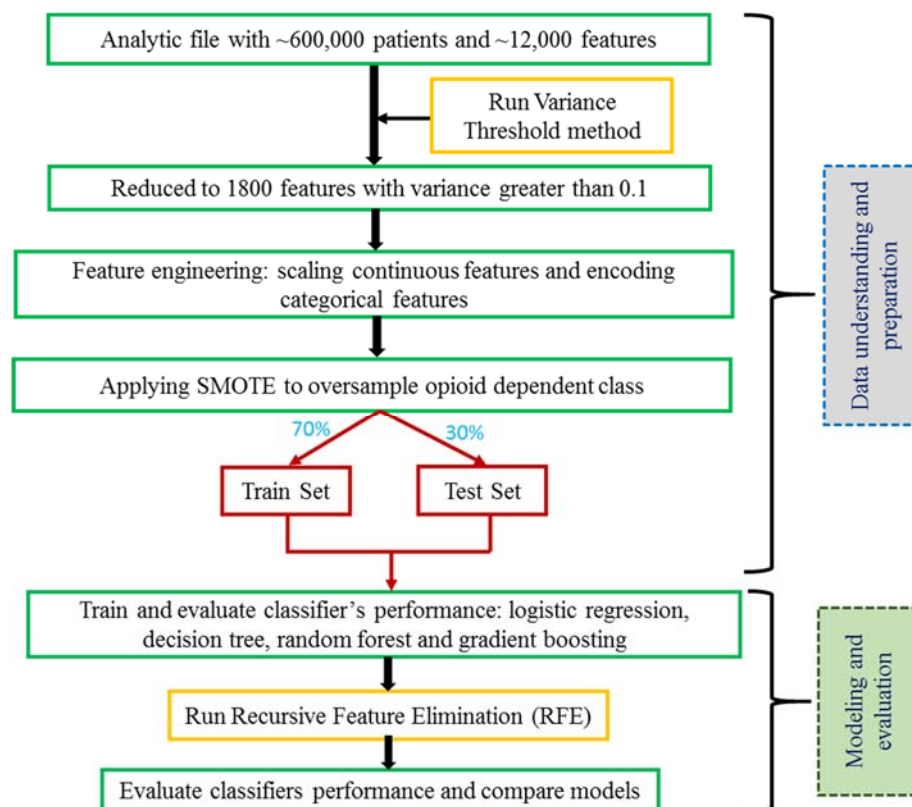 Analytic file with ~600,000 patients and ~12,000 features
Run Variance
Threshold method
Reduced to 1800 features with variance greater than 0.1
Feature engineering: scaling continuous features and encoding
categorical features
Applying SMOTE to oversample opioid dependent class
70%
30%
Train Set
Test Set
Data understanding and
preparation
Train and evaluate classifier's performance: logistic regression,
decision tree, random forest and gradient boosting
Run Recursive Feature Elimination (RFE)
Evaluate classifiers performance and compare models
Modeling and
evaluation